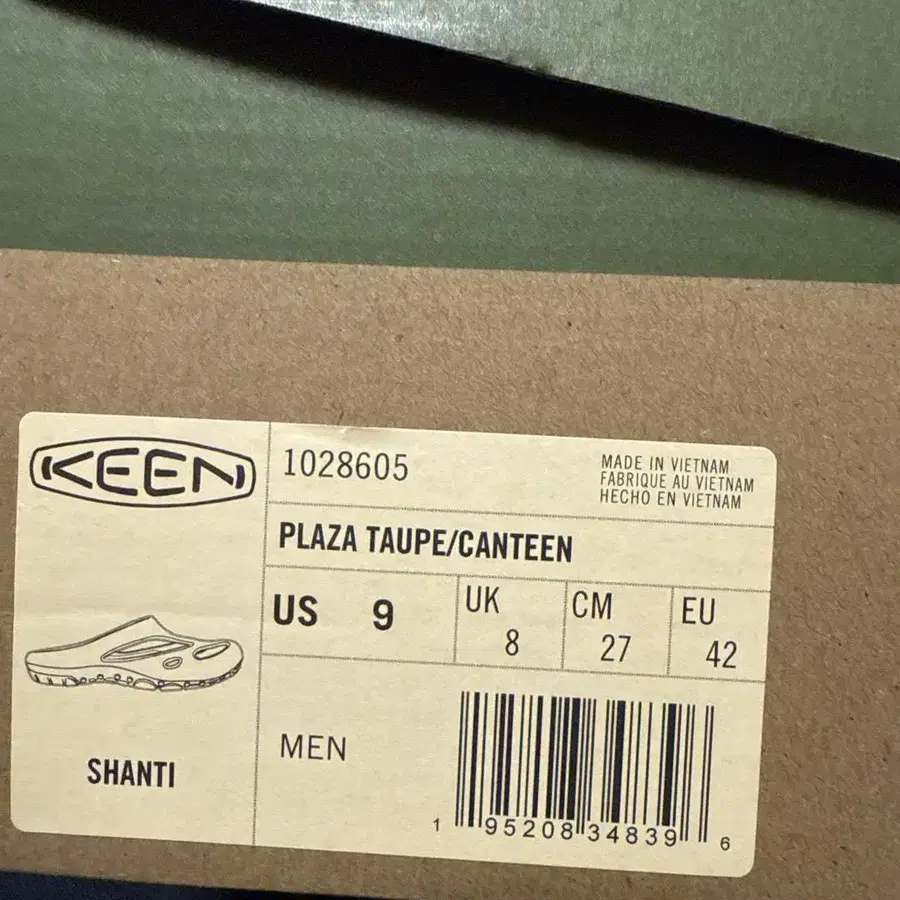 KEEN
1028605
MADE IN VIETNAM
FABRIQUE AU VIETNAM
HECHO EN VIETNAM
PLAZA TAUPE/CANTEEN
US 9
UK 8
CM 27
EU 42
SHANTI
MEN
1 95208 34839 6